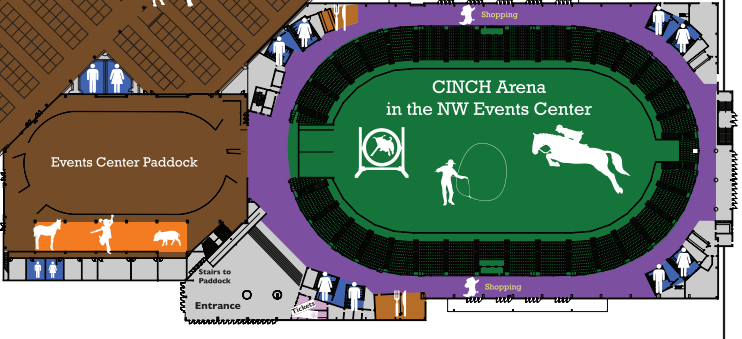 Shopping
CINCH Arena
in the NW Events Center
Events Center Paddock
Stairs to
Paddock
Entrance
Tickets
Shopping